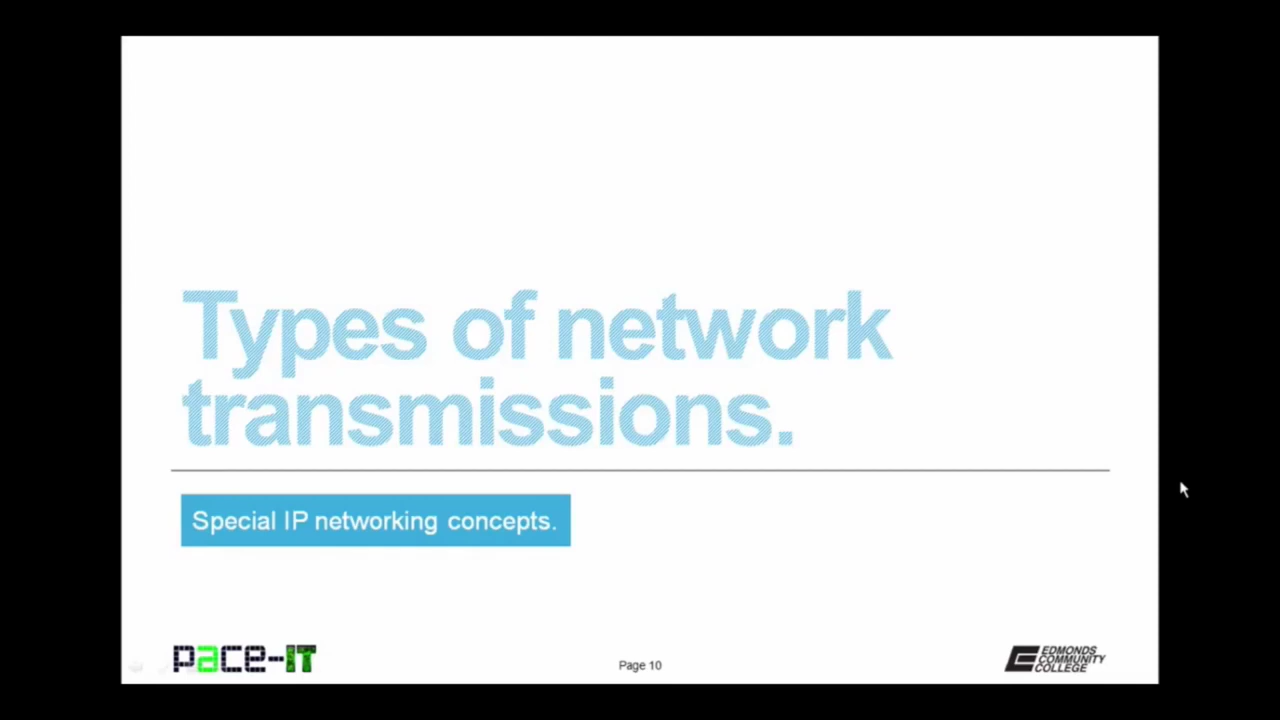 Types of network
transmissions.
Special IP networking concepts.
pace-IT
Page 10
EDMONDS
COMMUNITY
COLLEGE